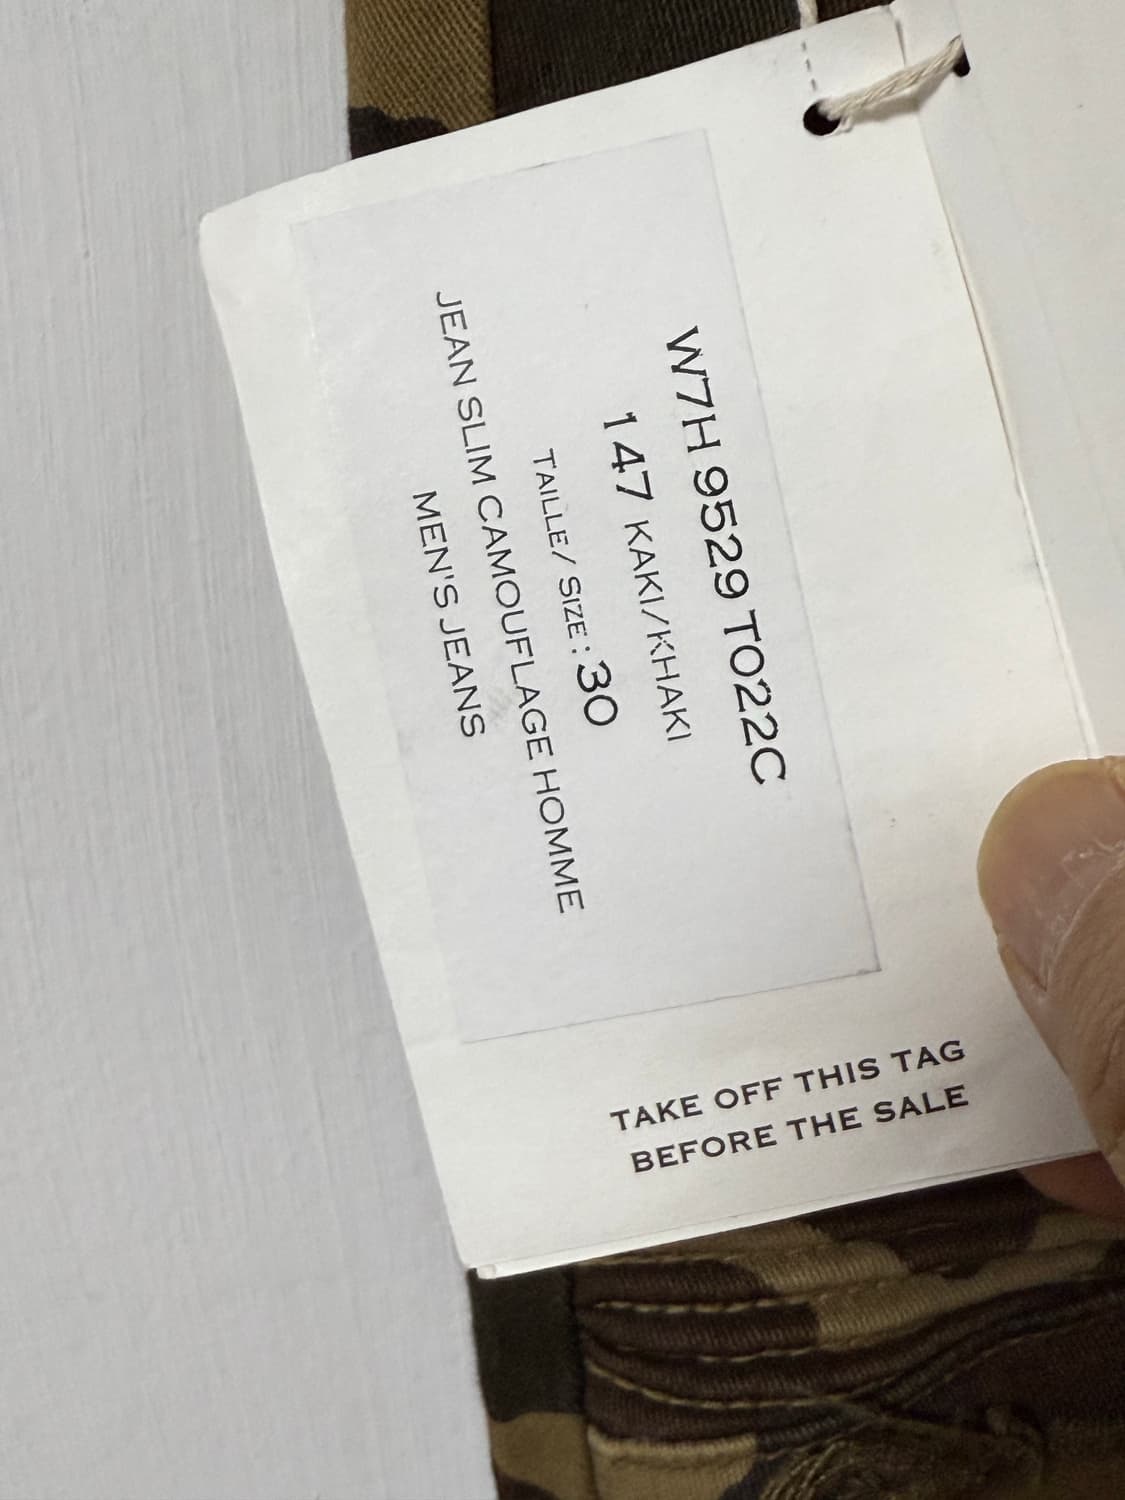 W7H 9529 T022C
147 KAKI/KHAKI
TAILLE/ SIZE : 30
JEAN SLIM CAMOUFLAGE HOMME
MEN'S JEANS
TAKE OFF THIS TAG
BEFORE THE SALE